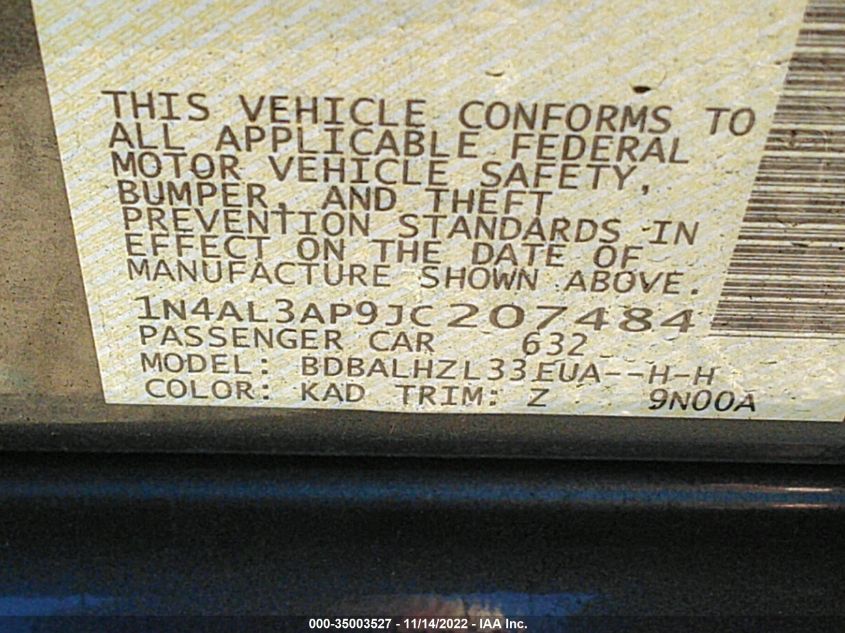 THIS VEHICLE CONFORMS TO
ALL APPLICABLE FEDERAL
MOTOR VEHICLE SAFETY,
BUMPER, AND THEFT
PREVENTION STANDARDS IN
EFFECT ON THE DATE OF
MANUFACTURE SHOWN ABOVE.
1N4AL3AP9JC207484
PASSENGER CAR 632
MODEL: BDBALHZL33EUA--H-H
COLOR: KAD TRIM: Z 9N00A
000-35003527 - 11/14/2022 - IAA Inc.